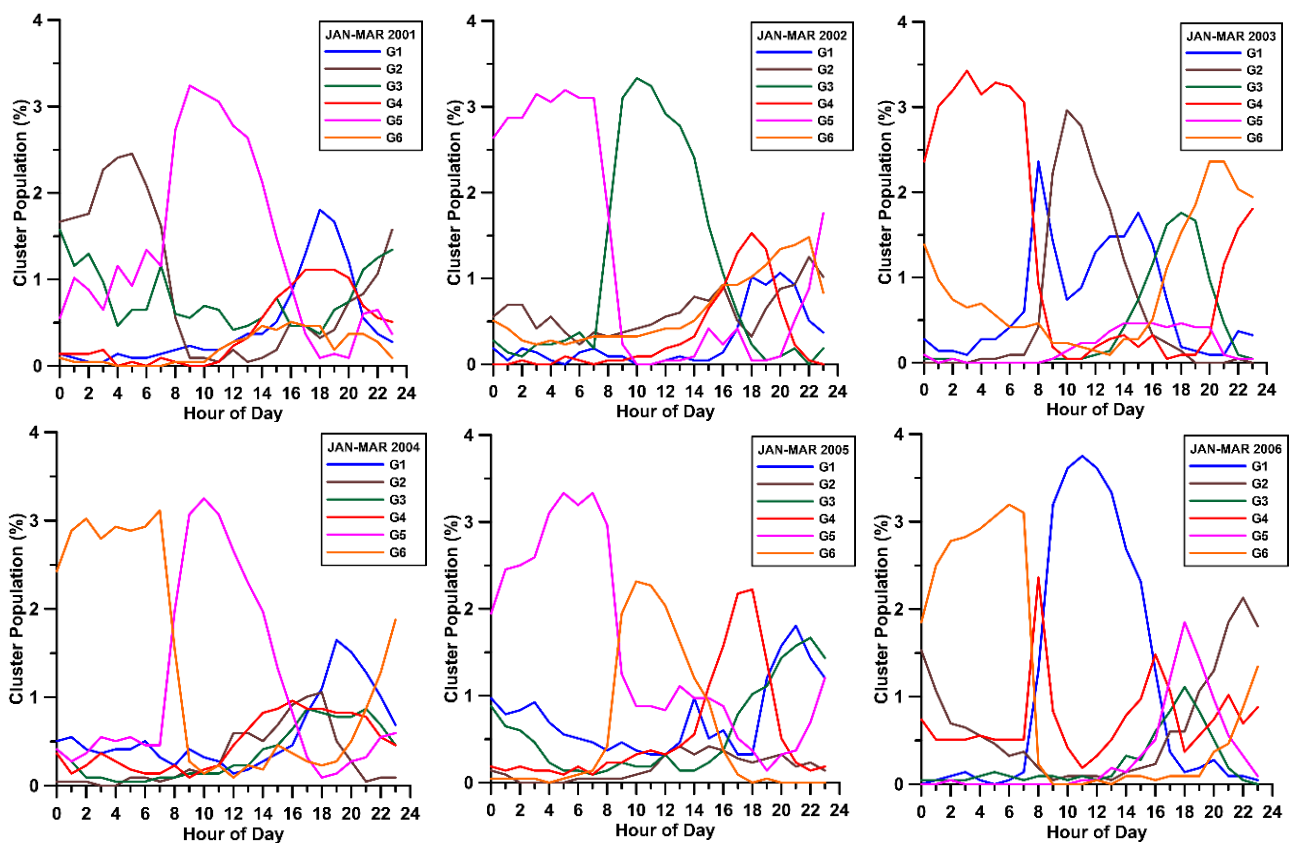 JAN-MAR 2001
G1
G2
G3
G4
G5
G6
Cluster Population (%)
4
3
2
1
0
0 2 4 6 8 10 12 14 16 18 20 22 24
Hour of Day
JAN-MAR 2002
G1
G2
G3
G4
G5
G6
Cluster Population (%)
4
3
2
1
0
0 2 4 6 8 10 12 14 16 18 20 22 24
Hour of Day
JAN-MAR 2003
G1
G2
G3
G4
G5
G6
Cluster Population (%)
4
3
2
1
0
0 2 4 6 8 10 12 14 16 18 20 22 24
Hour of Day
JAN-MAR 2004
G1
G2
G3
G4
G5
G6
Cluster Population (%)
4
3
2
1
0
0 2 4 6 8 10 12 14 16 18 20 22 24
Hour of Day
JAN-MAR 2005
G1
G2
G3
G4
G5
G6
Cluster Population (%)
4
3
2
1
0
0 2 4 6 8 10 12 14 16 18 20 22 24
Hour of Day
JAN-MAR 2006
G1
G2
G3
G4
G5
G6
Cluster Population (%)
4
3
2
1
0
0 2 4 6 8 10 12 14 16 18 20 22 24
Hour of Day